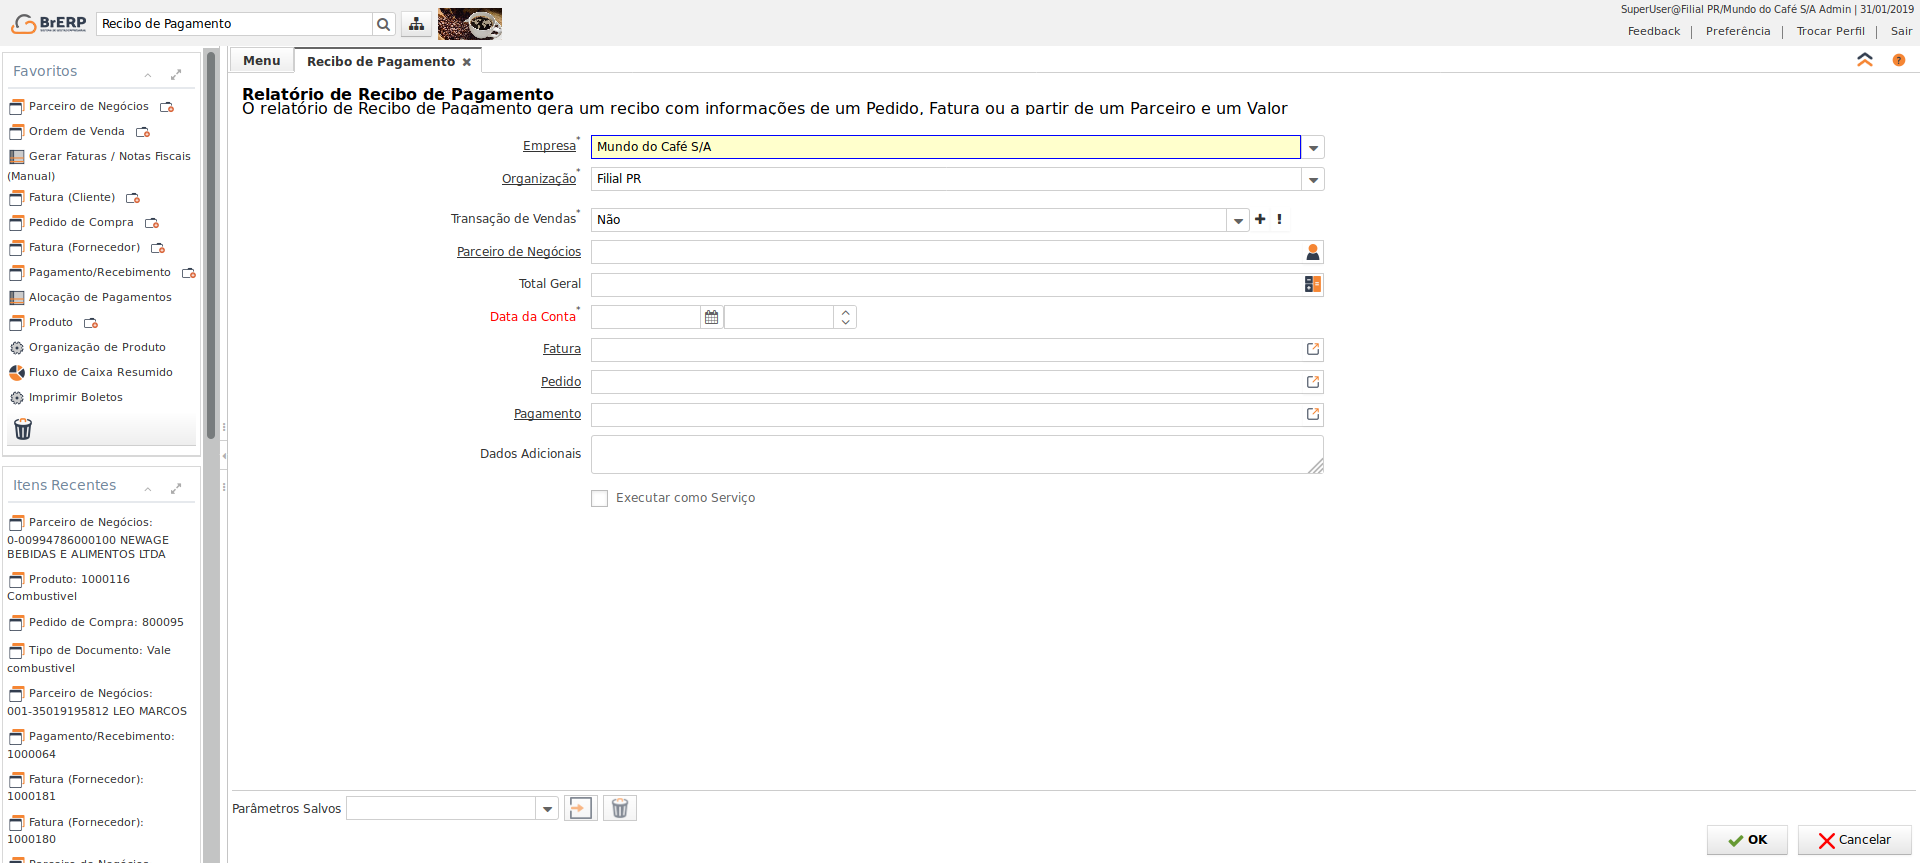 BrERP
Recibo de Pagamento
SuperUser@Filial PR/Mundo do Café S/A Admin | 31/01/2019
Feedback | Preferência | Trocar Perfil | Sair
Favoritos
Parceiro de Negócios
Ordem de Venda
Gerar Faturas / Notas Fiscais
(Manual)
Fatura (Cliente)
Pedido de Compra
Fatura (Fornecedor)
Pagamento/Recebimento
Alocação de Pagamentos
Produto
Organização de Produto
Fluxo de Caixa Resumido
Imprimir Boletos
Itens Recentes
Parceiro de Negócios:
0-00994786000100 NEWAGE
BEBIDAS E ALIMENTOS LTDA
Produto: 1000116
Combustivel
Pedido de Compra: 800095
Tipo de Documento: Vale
combustivel
Parceiro de Negócios:
001-35019195812 LEO MARCOS
Pagamento/Recebimento:
1000064
Fatura (Fornecedor):
1000181
Fatura (Fornecedor):
1000180
Parceiro de Negócios
Menu
Recibo de Pagamento
?
Relatório de Recibo de Pagamento
O relatório de Recibo de Pagamento gera um recibo com informações de um Pedido, Fatura ou a partir de um Parceiro e um Valor
Empresa* Mundo do Café S/A
Organização* Filial PR
Transação de Vendas* Não + !
Parceiro de Negócios
Total Geral
Data da Conta*
Fatura
Pedido
Pagamento
Dados Adicionais
Executar como Serviço
Parâmetros Salvos
OK
Cancelar